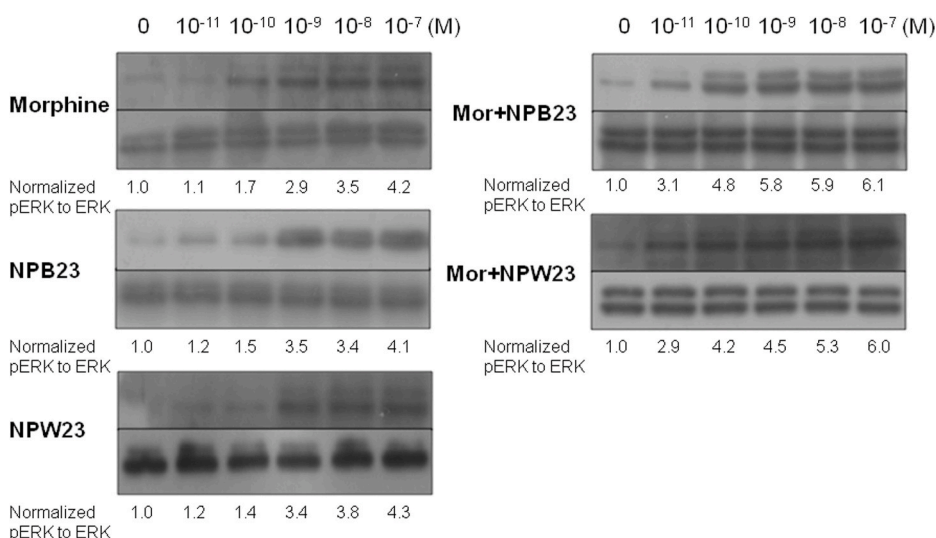 0 10⁻¹¹ 10⁻¹⁰ 10⁻⁹ 10⁻⁸ 10⁻⁷ (M)
Morphine
Normalized 1.0 1.1 1.7 2.9 3.5 4.2
pERK to ERK
NPB23
Normalized 1.0 1.2 1.5 3.5 3.4 4.1
pERK to ERK
NPW23
Normalized 1.0 1.2 1.4 3.4 3.8 4.3
pERK to ERK
0 10⁻¹¹ 10⁻¹⁰ 10⁻⁹ 10⁻⁸ 10⁻⁷ (M)
Mor+NPB23
Normalized 1.0 3.1 4.8 5.8 5.9 6.1
pERK to ERK
Mor+NPW23
Normalized 1.0 2.9 4.2 4.5 5.3 6.0
pERK to ERK